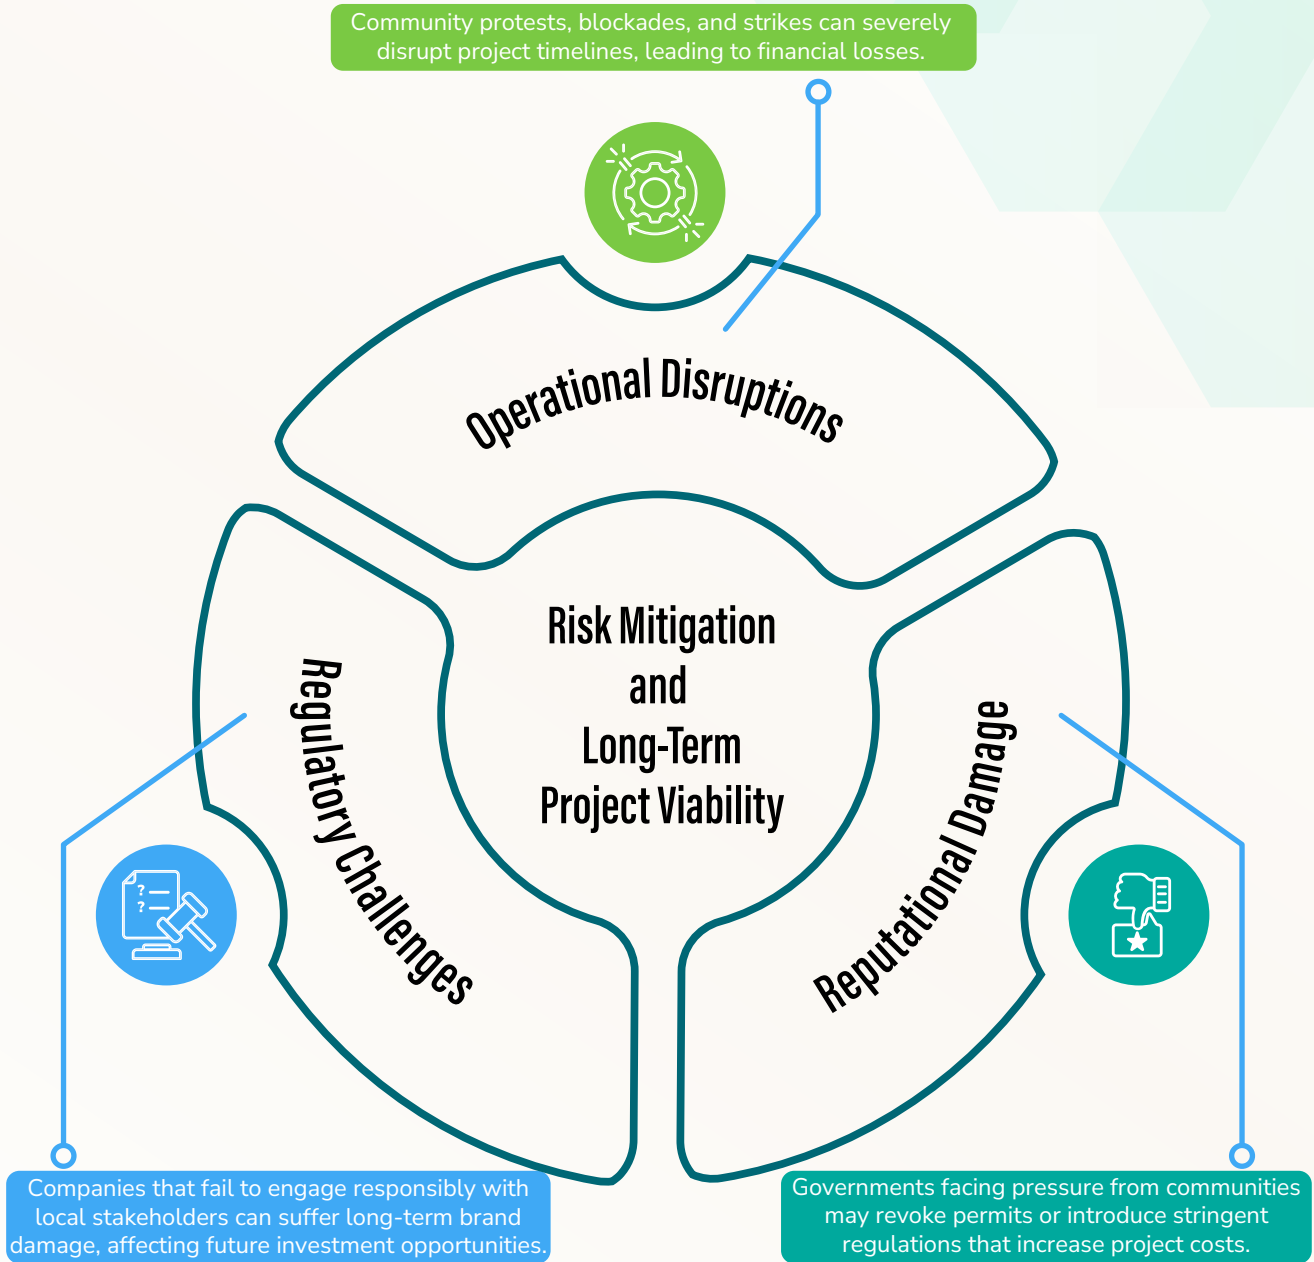 Community protests, blockades, and strikes can severely
disrupt project timelines, leading to financial losses.
Operational Disruptions
Risk Mitigation
and
Long-Term
Project Viability
Regulatory Challenges
Reputational Damage
?
?
Companies that fail to engage responsibly with
local stakeholders can suffer long-term brand
damage, affecting future investment opportunities.
Governments facing pressure from communities
may revoke permits or introduce stringent
regulations that increase project costs.